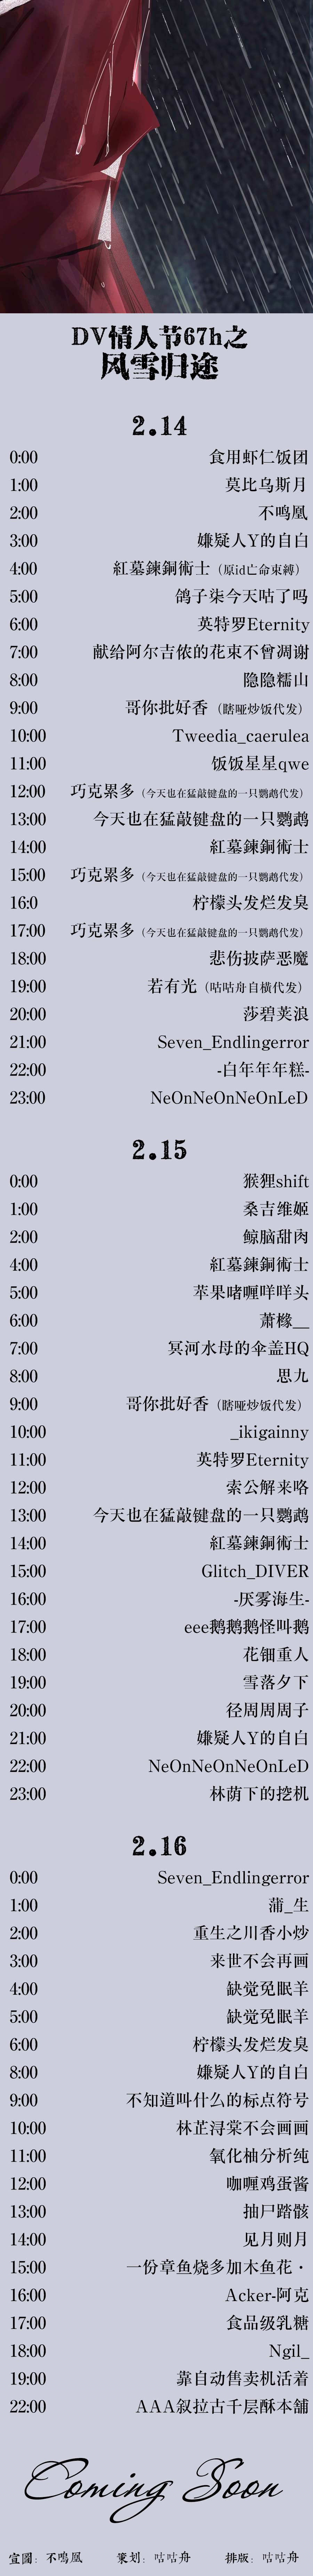 DV情人节67h之
风雪归途
2.14
0:00 食用虾仁饭团
1:00 莫比乌斯月
2:00 不鸣凰
3:00 嫌疑人Y的自白
4:00 紅墓鍊銅術士（原id亡命束縛）
5:00 鸽子柒今天咕了吗
6:00 英特罗Eternity
7:00 献给阿尔吉侬的花束不曾凋谢
8:00 隐隐糯山
9:00 哥你批好香（瞎哑炒饭代发）
10:00 Tweedia_caerulea
11:00 饭饭星星qwe
12:00 巧克累多（今天也在猛敲键盘的一只鹦鹉代发）
13:00 今天也在猛敲键盘的一只鹦鹉
14:00 紅墓鍊銅術士
15:00 巧克累多（今天也在猛敲键盘的一只鹦鹉代发）
16:0 柠檬头发烂发臭
17:00 巧克累多（今天也在猛敲键盘的一只鹦鹉代发）
18:00 悲伤披萨恶魔
19:00 若有光（咕咕舟自横代发）
20:00 莎碧荚浪
21:00 Seven_Endlingerror
22:00 -白年年年糕-
23:00 NeOnNeOnNeOnLeD
2.15
0:00 猴狸shift
1:00 桑吉维姬
2:00 鲸脑甜肉
4:00 紅墓鍊銅術士
5:00 苹果啫喱咩咩头
6:00 萧橼__
7:00 冥河水母的伞盖HQ
8:00 思九
9:00 哥你批好香（瞎哑炒饭代发）
10:00 _ikigainny
11:00 英特罗Eternity
12:00 索公解来咯
13:00 今天也在猛敲键盘的一只鹦鹉
14:00 紅墓鍊銅術士
15:00 Glitch_DIVER
16:00 -厌雾海生-
17:00 eee鹅鹅鹅怪叫鹅
18:00 花钿重人
19:00 雪落夕下
20:00 径周周周子
21:00 嫌疑人Y的自白
22:00 NeOnNeOnNeOnLeD
23:00 林荫下的挖机
2.16
0:00 Seven_Endlingerror
1:00 蒲_生
2:00 重生之川香小炒
3:00 来世不会再画
4:00 缺觉免眠羊
5:00 缺觉免眠羊
6:00 柠檬头发烂发臭
8:00 嫌疑人Y的自白
9:00 不知道叫什么的标点符号
10:00 林芷浔棠不会画画
11:00 氧化柚分析纯
12:00 咖喱鸡蛋酱
13:00 抽尸踏骸
14:00 见月则月
15:00 一份章鱼烧多加木鱼花·
16:00 Acker-阿克
17:00 食品级乳糖
18:00 Ngil_
19:00 靠自动售卖机活着
22:00 AAA叙拉古千层酥本舖
Coming Soon
宣图：不鸣凰 策划：咕咕舟 排版：咕咕舟